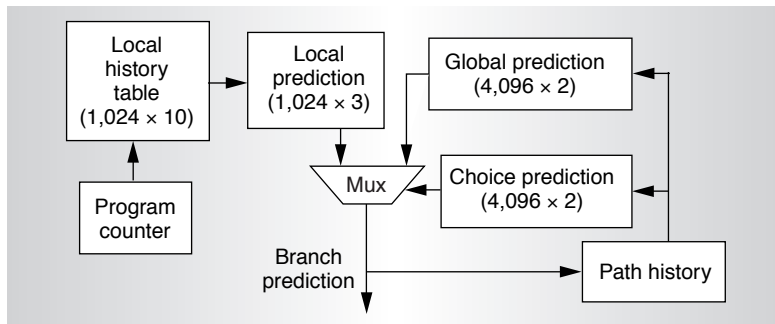 Local
history
table
(1,024 × 10)
Local
prediction
(1,024 × 3)
Global prediction
(4,096 × 2)
Mux
Choice prediction
(4,096 × 2)
Program
counter
Branch
prediction
Path history